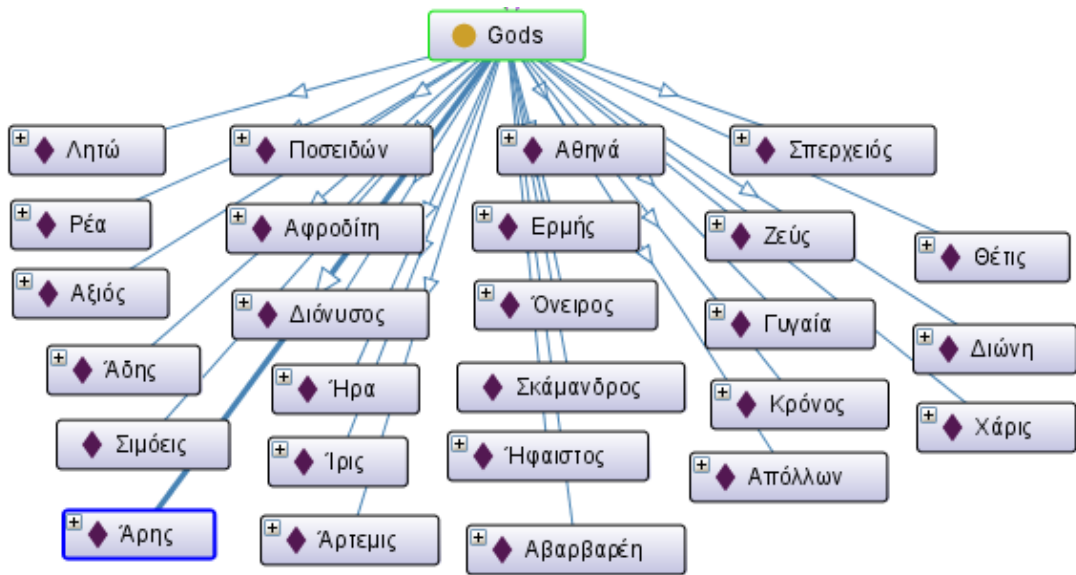 Gods
Λητώ
Ποσειδών
Αθηνά
Σπερχειός
Ρέα
Αφροδίτη
Ερμής
Ζεύς
Θέτις
Αξιός
Διόνυσος
Όνειρος
Γυγαία
Διώνη
Άδης
Ήρα
Σκάμανδρος
Κρόνος
Χάρις
Σιμόεις
Ίρις
Ήφαιστος
Απόλλων
Άρης
Άρτεμις
Αβαρβαρέη